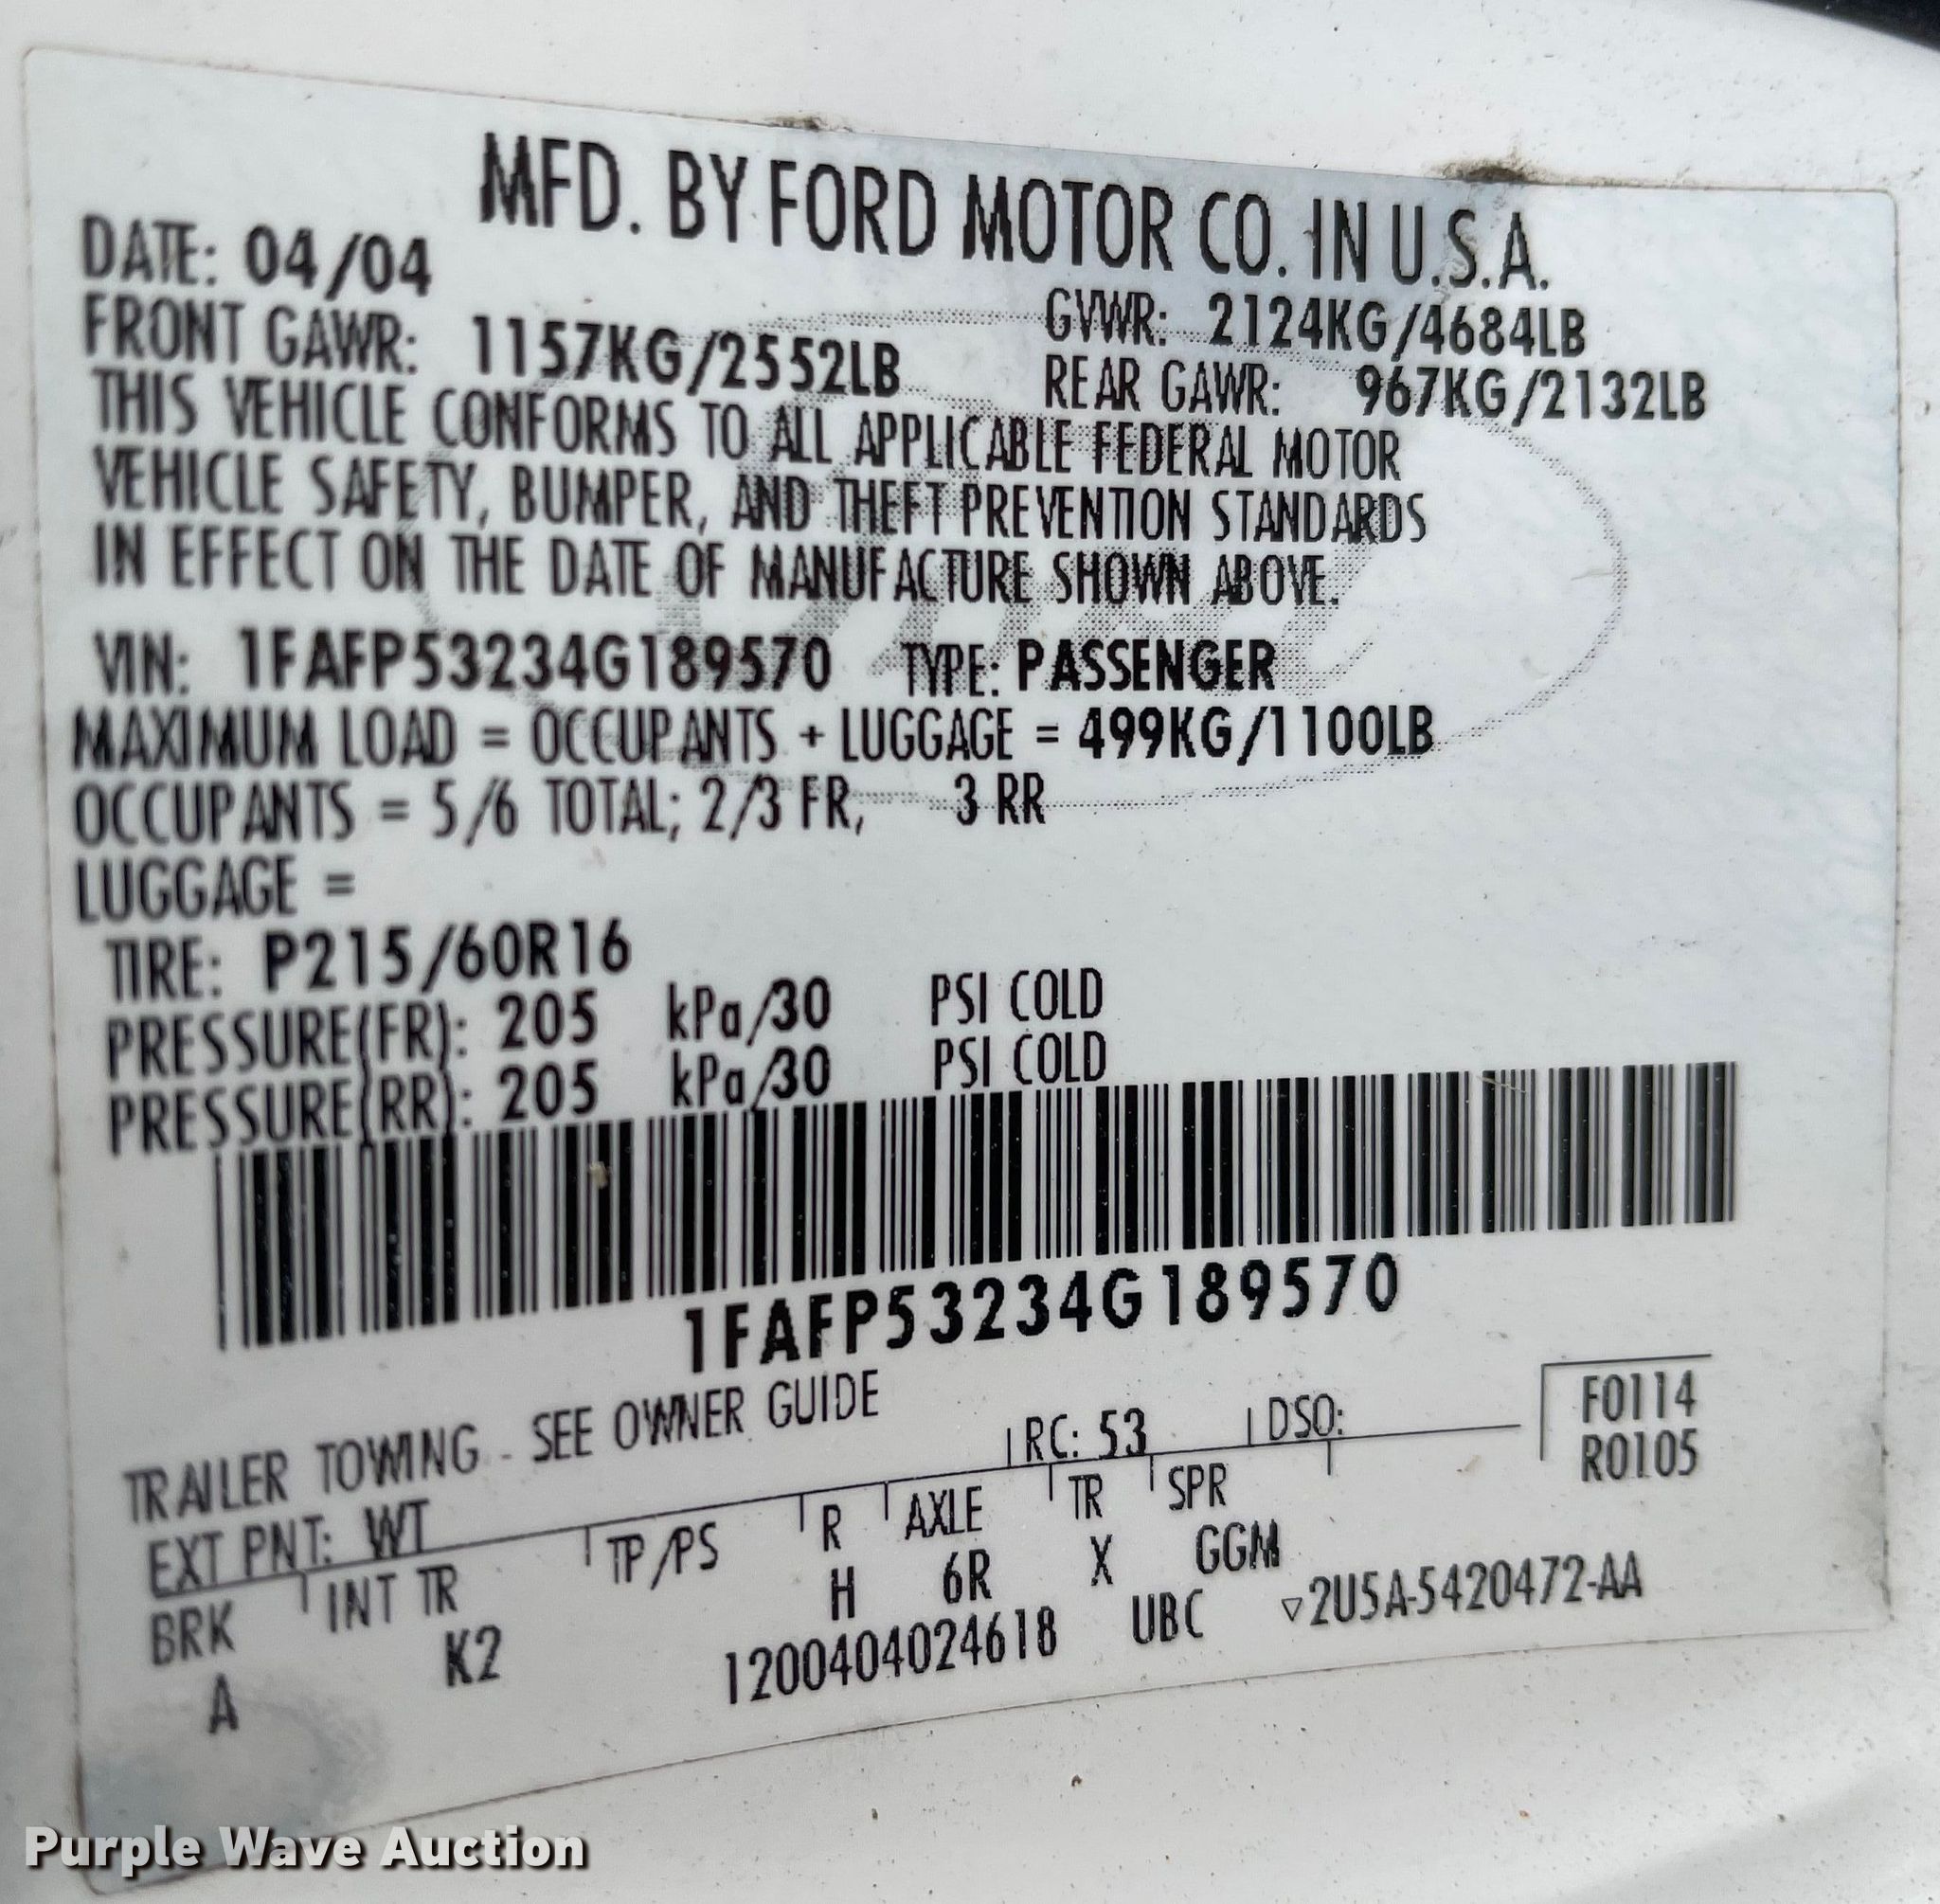 MFD. BY FORD MOTOR CO. IN U.S.A.
DATE: 04/04
GVWR: 2124KG/4684LB
FRONT GAWR: 1157KG/2552LB
REAR GAWR: 967KG/2132LB
THIS VEHICLE CONFORMS TO ALL APPLICABLE FEDERAL MOTOR
VEHICLE SAFETY, BUMPER, AND THEFT PREVENTION STANDARDS
IN EFFECT ON THE DATE OF MANUFACTURE SHOWN ABOVE.
VIN: 1FAFP53234G189570 TYPE: PASSENGER
MAXIMUM LOAD = OCCUPANTS + LUGGAGE = 499KG/1100LB
OCCUPANTS = 5/6 TOTAL; 2/3 FR, 3 RR
LUGGAGE =
TIRE: P215/60R16
PRESSURE(FR): 205 kPa/30 PSI COLD
PRESSURE(RR): 205 kPa/30 PSI COLD
1FAFP53234G189570
TRAILER TOWING - SEE OWNER GUIDE
EXT PNT: WT RC: 53 DSO:
F0114
R0105
BRK INT TR TP/PS R AXLE TR SPR
A K2 H 6R X GGM
1200404024618 UBC ▽2U5A-5420472-AA
Purple Wave Auction